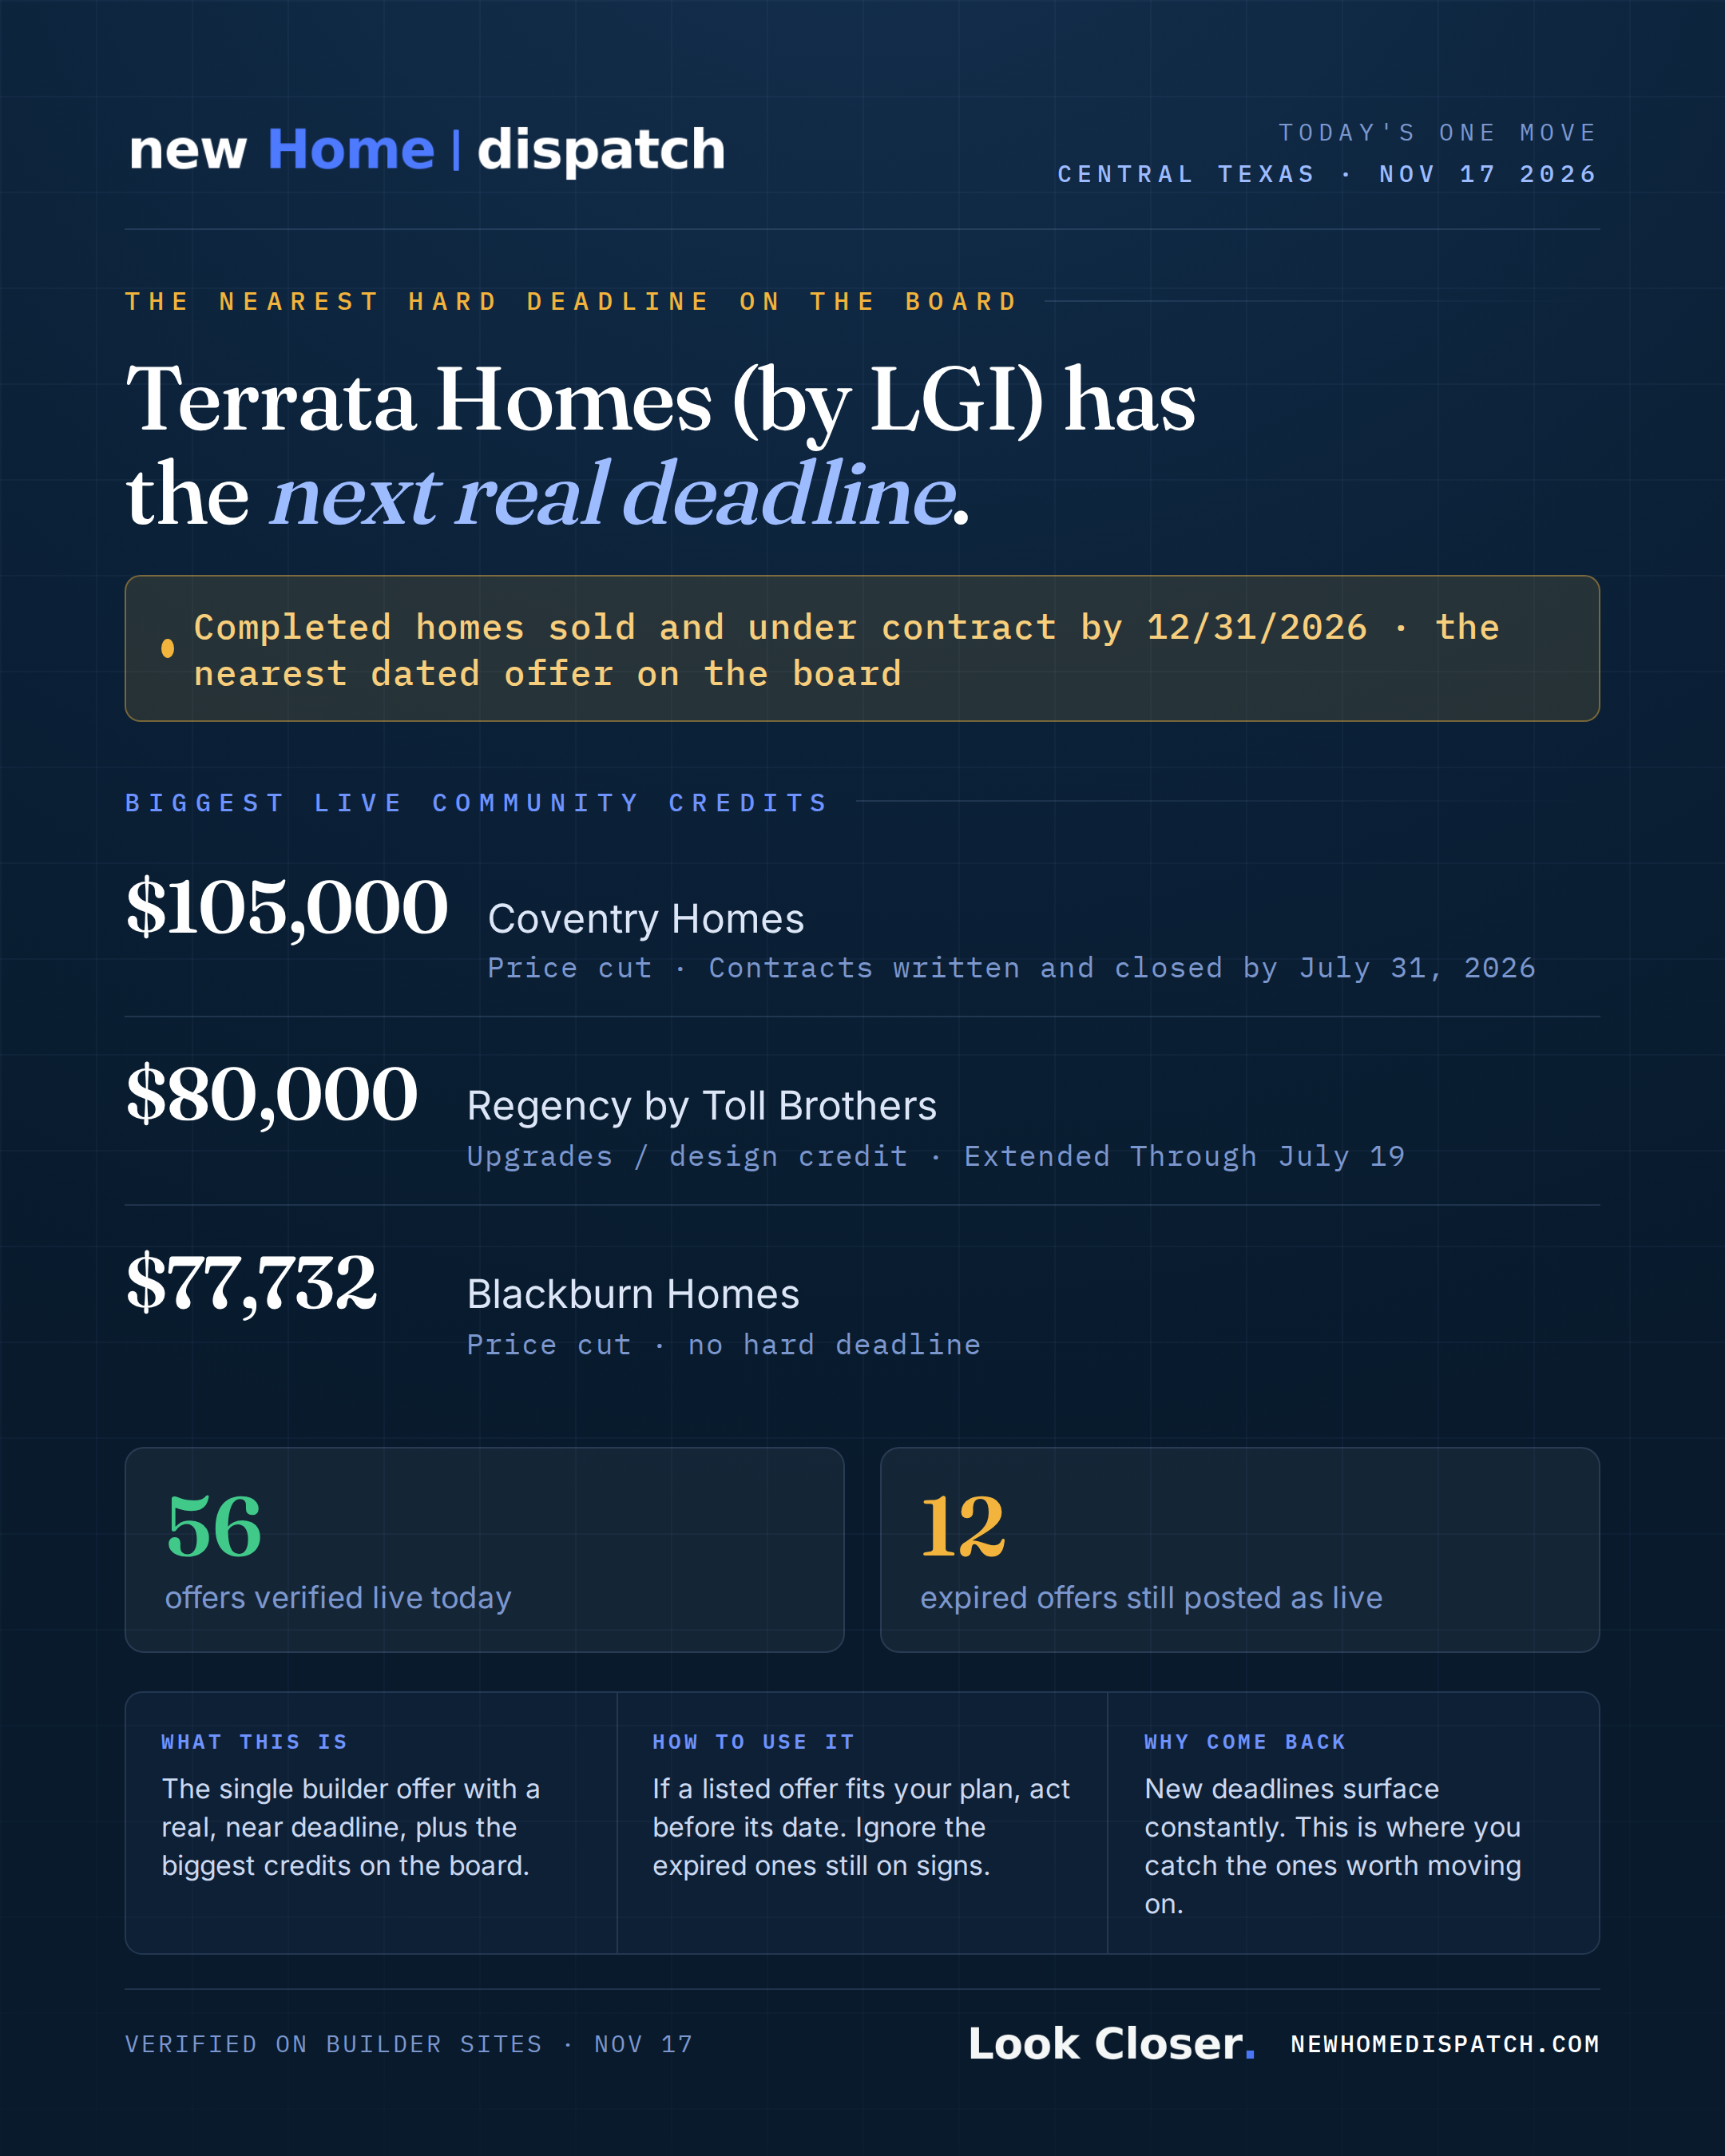 new Home | dispatch
TODAY'S ONE MOVE
CENTRAL TEXAS · NOV 17 2026
THE NEAREST HARD DEADLINE ON THE BOARD
Terrata Homes (by LGI) has
the next real deadline.
Completed homes sold and under contract by 12/31/2026 · the
nearest dated offer on the board
BIGGEST LIVE COMMUNITY CREDITS
$105,000 Coventry Homes
Price cut · Contracts written and closed by July 31, 2026
$80,000 Regency by Toll Brothers
Upgrades / design credit · Extended Through July 19
$77,732 Blackburn Homes
Price cut · no hard deadline
56
offers verified live today
12
expired offers still posted as live
WHAT THIS IS
The single builder offer with a
real, near deadline, plus the
biggest credits on the board.
HOW TO USE IT
If a listed offer fits your plan, act
before its date. Ignore the
expired ones still on signs.
WHY COME BACK
New deadlines surface
constantly. This is where you
catch the ones worth moving
on.
VERIFIED ON BUILDER SITES · NOV 17
Look Closer.
NEWHOMEDISPATCH.COM